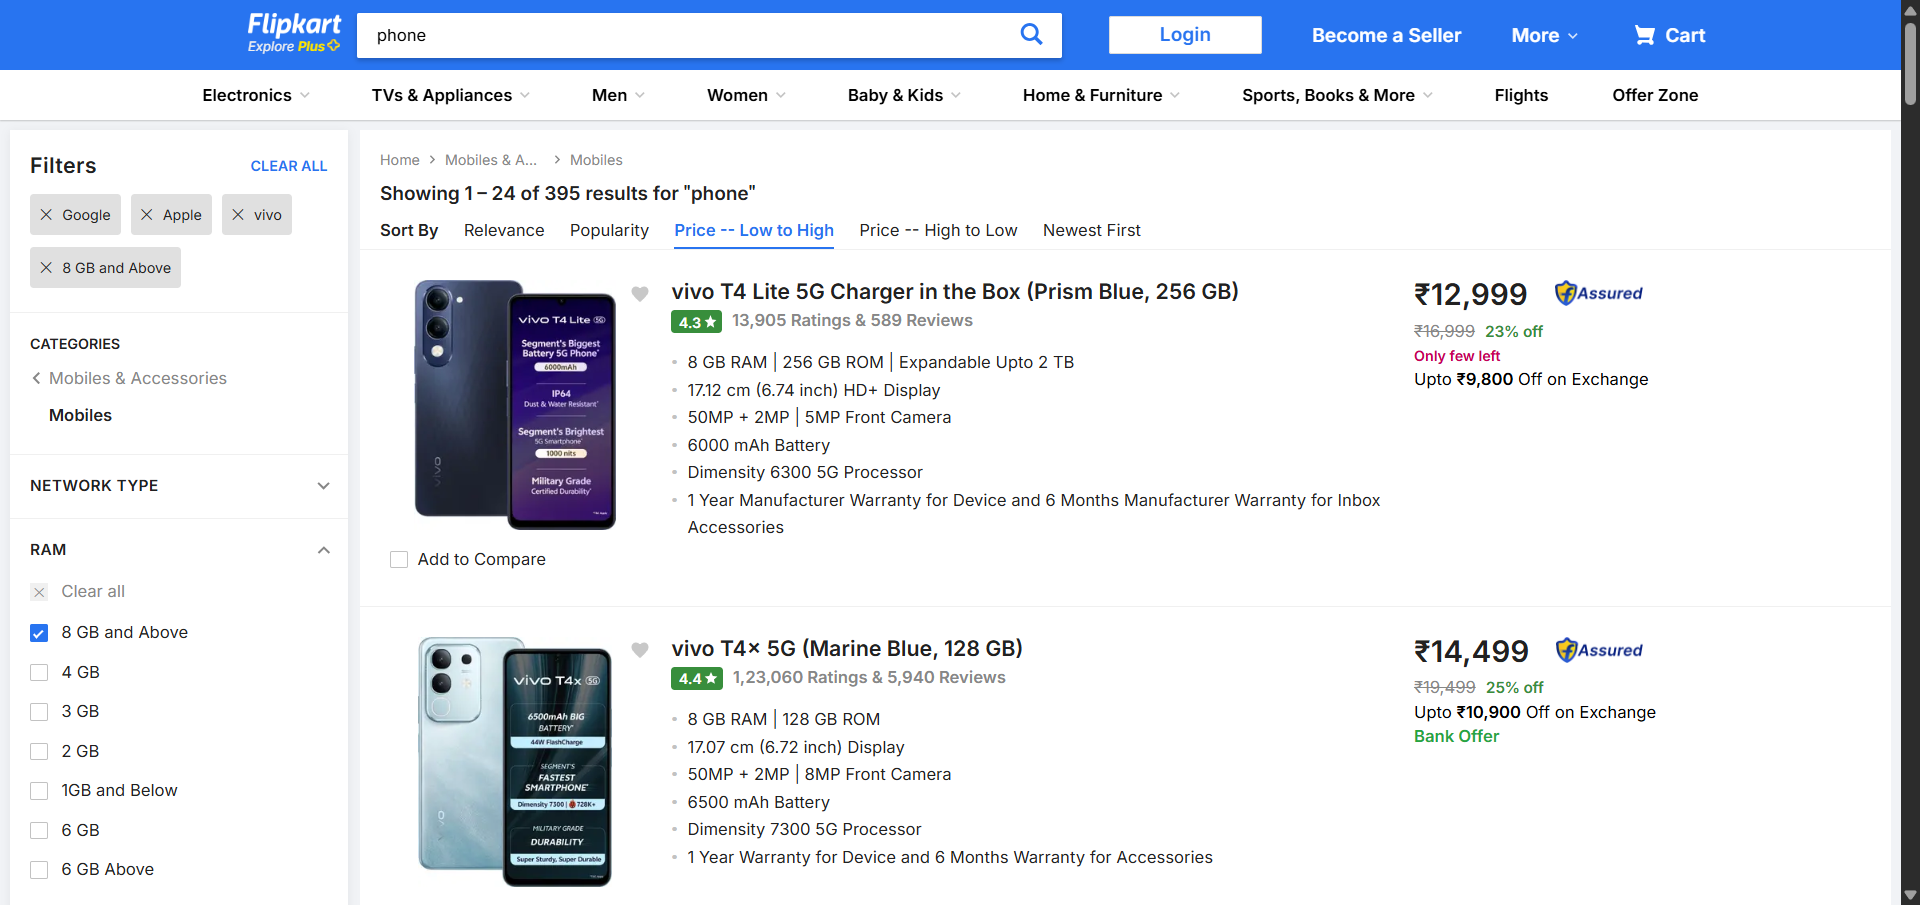 Flipkart
Explore Plus
phone
Login
Become a Seller
More
Cart
Electronics
TVs & Appliances
Men
Women
Baby & Kids
Home & Furniture
Sports, Books & More
Flights
Offer Zone
Filters
CLEAR ALL
Google
Apple
vivo
8 GB and Above
CATEGORIES
Mobiles & Accessories
Mobiles
NETWORK TYPE
RAM
Clear all
8 GB and Above
4 GB
3 GB
2 GB
1GB and Below
6 GB
6 GB Above
Home
Mobiles & A...
Mobiles
Showing 1 – 24 of 395 results for "phone"
Sort By
Relevance
Popularity
Price -- Low to High
Price -- High to Low
Newest First
vivo
vivo T4 Lite 5G
Segment's Biggest
Battery 5G Phone*
6000mAh
IP64
Dust & Water Resistant*
Segment's Brightest
5G Smartphone*
1000 nits
Military Grade
Certified Durability*
Add to Compare
vivo T4 Lite 5G Charger in the Box (Prism Blue, 256 GB)
4.3★
13,905 Ratings & 589 Reviews
8 GB RAM | 256 GB ROM | Expandable Upto 2 TB
17.12 cm (6.74 inch) HD+ Display
50MP + 2MP | 5MP Front Camera
6000 mAh Battery
Dimensity 6300 5G Processor
1 Year Manufacturer Warranty for Device and 6 Months Manufacturer Warranty for Inbox
Accessories
₹12,999
Assured
₹16,999
23% off
Only few left
Upto ₹9,800 Off on Exchange
vivo
vivo T4x 5G
6500mAh BIG
BATTERY*
44W FlashCharge
SEGMENT'S
FASTEST
SMARTPHONE*
Dimensity 7300 | 728K+
MILITARY GRADE
DURABILITY
Super Sturdy, Super Durable
vivo T4x 5G (Marine Blue, 128 GB)
4.4★
1,23,060 Ratings & 5,940 Reviews
8 GB RAM | 128 GB ROM
17.07 cm (6.72 inch) Display
50MP + 2MP | 8MP Front Camera
6500 mAh Battery
Dimensity 7300 5G Processor
1 Year Warranty for Device and 6 Months Warranty for Accessories
₹14,499
Assured
₹19,499
25% off
Upto ₹10,900 Off on Exchange
Bank Offer